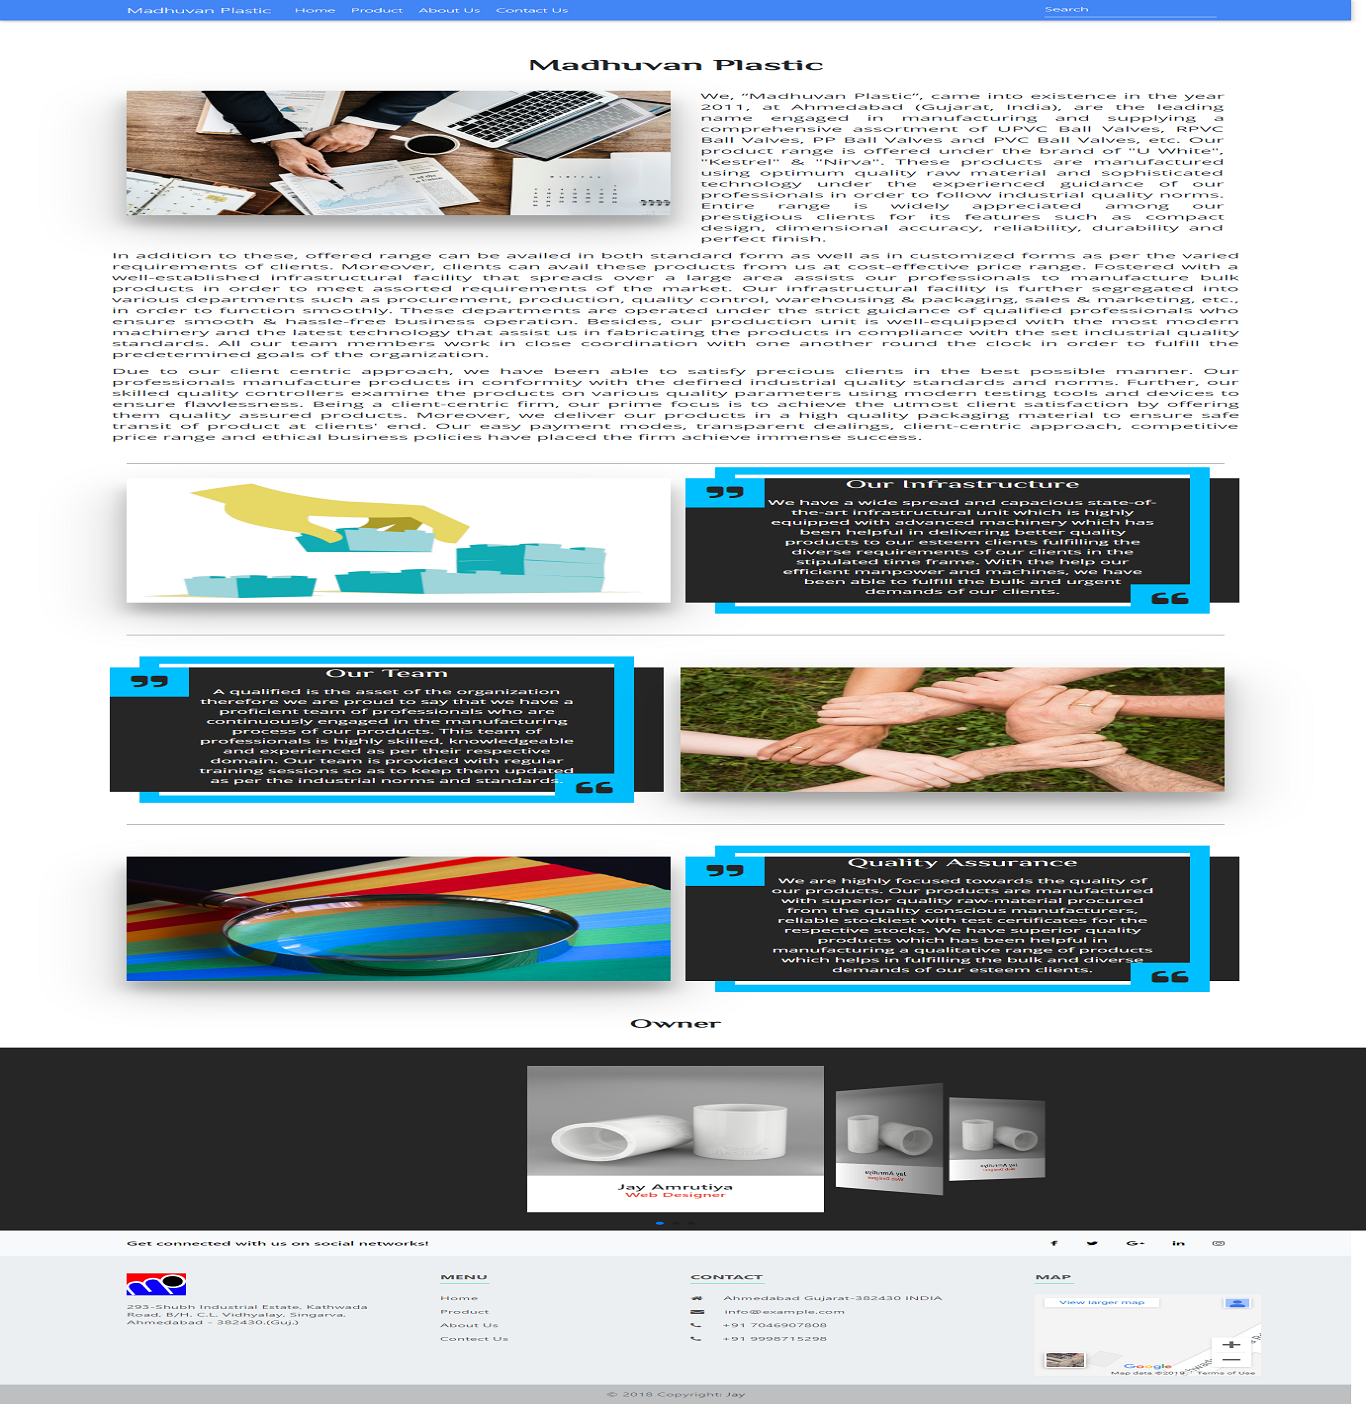 Madhuvan Plastic Home Product About Us Contact Us Search
Madhuvan Plastic
We, "Madhuvan Plastic", came into existence in the year
2011, at Ahmedabad (Gujarat, India), are the leading
name engaged in manufacturing and supplying a
comprehensive assortment of UPVC Ball Valves, RPVC
Ball Valves, PP Ball Valves and PVC Ball Valves, etc. Our
product range is offered under the brand of "U White",
"Kestrel" & "Nirva". These products are manufactured
using optimum quality raw material and sophisticated
technology under the experienced guidance of our
professionals in order to follow industrial quality norms.
Entire range is widely appreciated among our
prestigious clients for its features such as compact
design, dimensional accuracy, reliability, durability and
perfect finish.
In addition to these, offered range can be availed in both standard form as well as in customized forms as per the varied
requirements of clients. Moreover, clients can avail these products from us at cost-effective price range. Fostered with a
well-established infrastructural facility that spreads over a large area assists our professionals to manufacture bulk
products in order to meet assorted requirements of the market. Our infrastructural facility is further segregated into
various departments such as procurement, production, quality control, warehousing & packaging, sales & marketing, etc.,
in order to function smoothly. These departments are operated under the strict guidance of qualified professionals who
ensure smooth & hassle-free business operation. Besides, our production unit is well-equipped with the most modern
machinery and the latest technology that assist us in fabricating the products in compliance with the set industrial quality
standards. All our team members work in close coordination with one another round the clock in order to fulfill the
predetermined goals of the organization.
Due to our client centric approach, we have been able to satisfy precious clients in the best possible manner. Our
professionals manufacture products in conformity with the defined industrial quality standards and norms. Further, our
skilled quality controllers examine the products on various quality parameters using modern testing tools and devices to
ensure flawlessness. Being a client-centric firm, our prime focus is to achieve the utmost client satisfaction by offering
them quality assured products. Moreover, we deliver our products in a high quality packaging material to ensure safe
transit of product at clients' end. Our easy payment modes, transparent dealings, client-centric approach, competitive
price range and ethical business policies have placed the firm achieve immense success.
Our Infrastructure
We have a wide spread and capacious state-of-
the-art infrastructural unit which is highly
equipped with advanced machinery which has
been helpful in delivering better quality
products to our esteem clients fulfilling the
diverse requirements of our clients in the
stipulated time frame. With the help our
efficient manpower and machines, we have
been able to fulfill the bulk and urgent
demands of our clients.
Our Team
A qualified is the asset of the organization
therefore we are proud to say that we have a
proficient team of professionals who are
continuously engaged in the manufacturing
process of our products. This team of
professionals is highly skilled, knowledgeable
and experienced as per their respective
domain. Our team is provided with regular
training sessions so as to keep them updated
as per the industrial norms and standards.
Quality Assurance
We are highly focused towards the quality of
our products. Our products are manufactured
with superior quality raw-material procured
from the quality conscious manufacturers,
reliable stockiest with test certificates for the
respective stocks. We have superior quality
products which has been helpful in
manufacturing a qualitative range of products
which helps in fulfilling the bulk and diverse
demands of our esteem clients.
Owner
Jay Amrutiya
Web Designer
Jay Amrutiya
Web Designer
Jay Amrutiya
Web Designer
Get connected with us on social networks!
mp
293-Shubh Industrial Estate, Kathwada
Road, B/H. C.L. Vidhyalay, Singarva,
Ahmedabad - 382430.(Guj.)
MENU
Home
Product
About Us
Contect Us
CONTACT
Ahmedabad Gujarat-382430 INDIA
info@example.com
+91 7046907808
+91 9998715298
MAP
View larger map
Google
Map data ©2019 Terms of Use
© 2018 Copyright: Jay